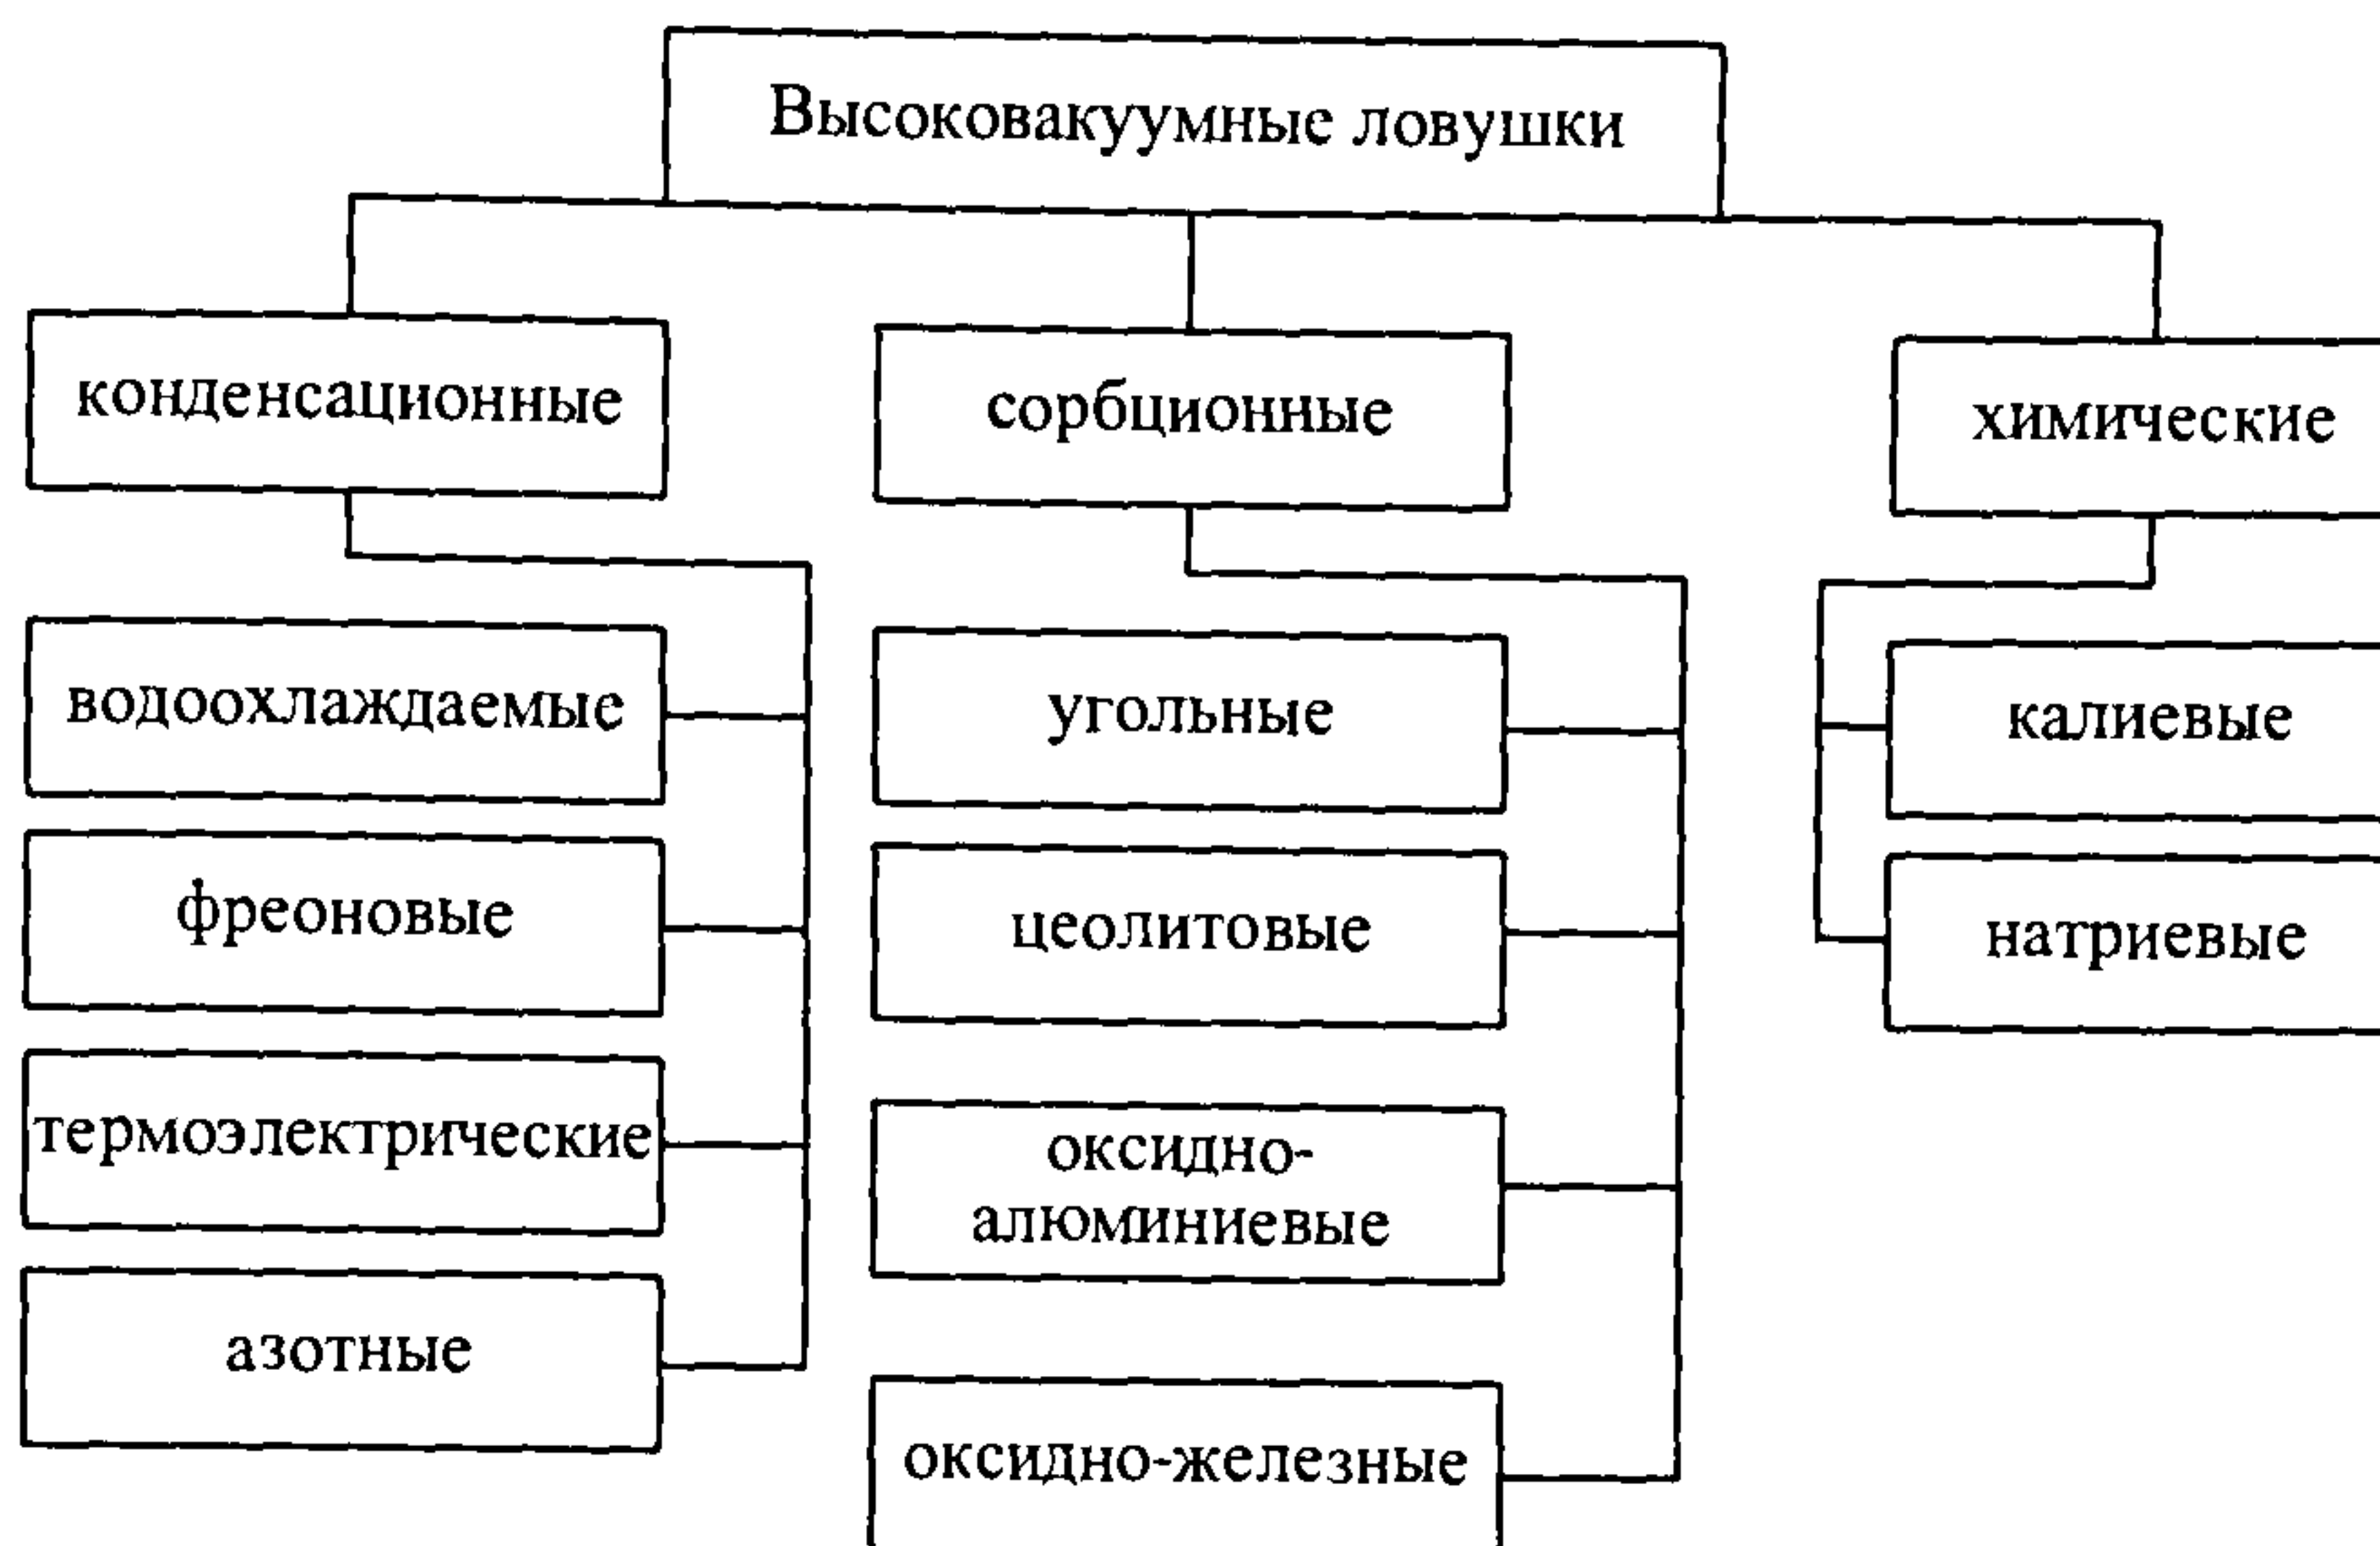 Высоковакуумные ловушки
конденсационные
сорбционные
химические
водоохлаждаемые
фреоновые
термоэлектрические
азотные
угольные
цеолитовые
оксидно-
алюминиевые
оксидно-железные
калиевые
натриевые